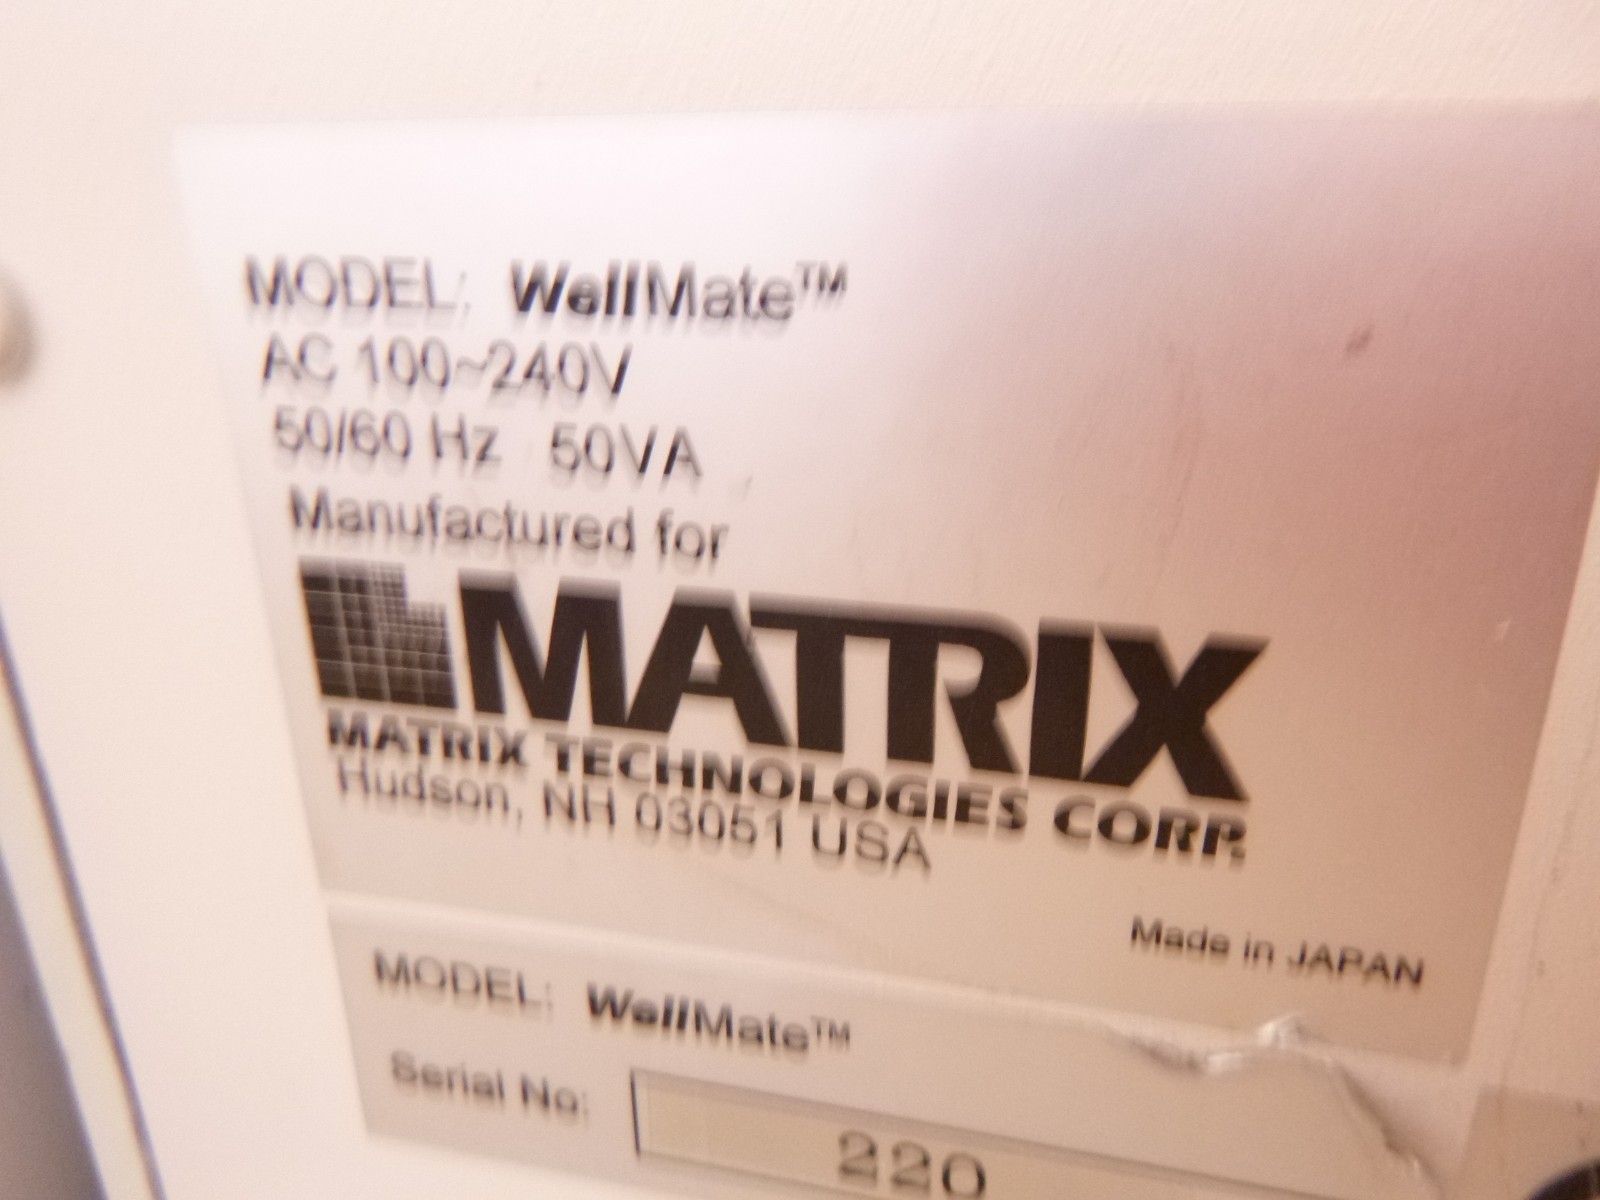 MODEL: WellMate™
AC 100~240V
50/60 Hz 50VA
Manufactured for
MATRIX
MATRIX TECHNOLOGIES CORP.
Hudson, NH 03051 USA
Made in JAPAN
MODEL: WellMate™
Serial No:
220